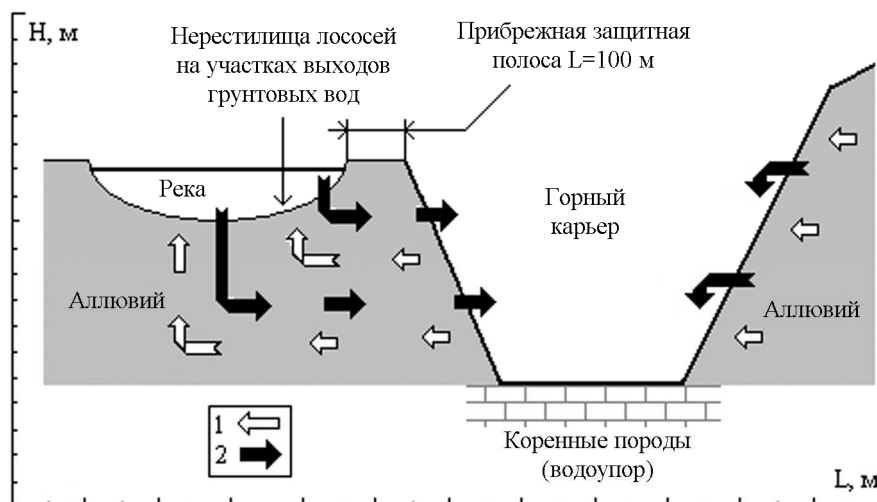 H, м
Нерестилища лососей
на участках выходов
грунтовых вод
Прибрежная защитная
полоса L=100 м
Река
Горный
карьер
Аллювий
Аллювий
1
2
Коренные породы
(водоупор)
L, м